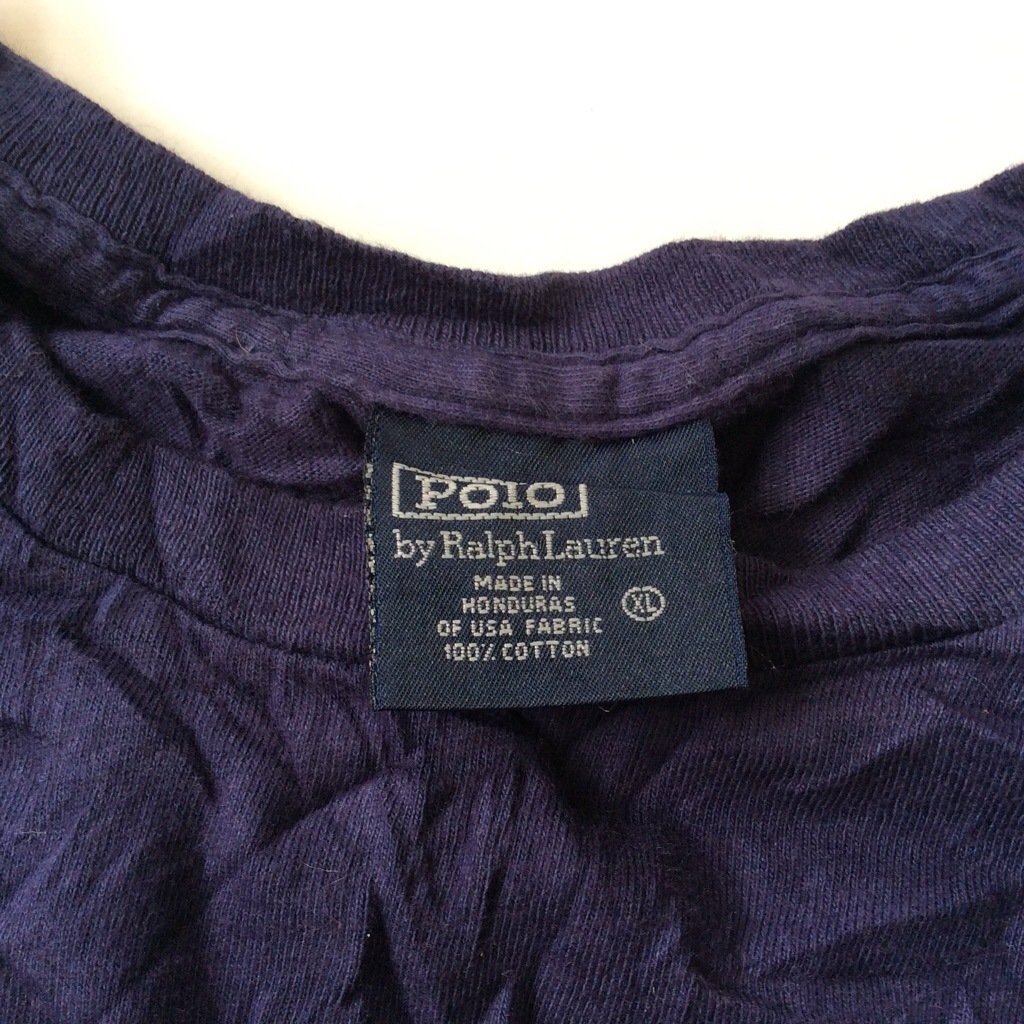 POLO
by Ralph Lauren
MADE IN
HONDURAS
XL
OF USA FABRIC
100% COTTON